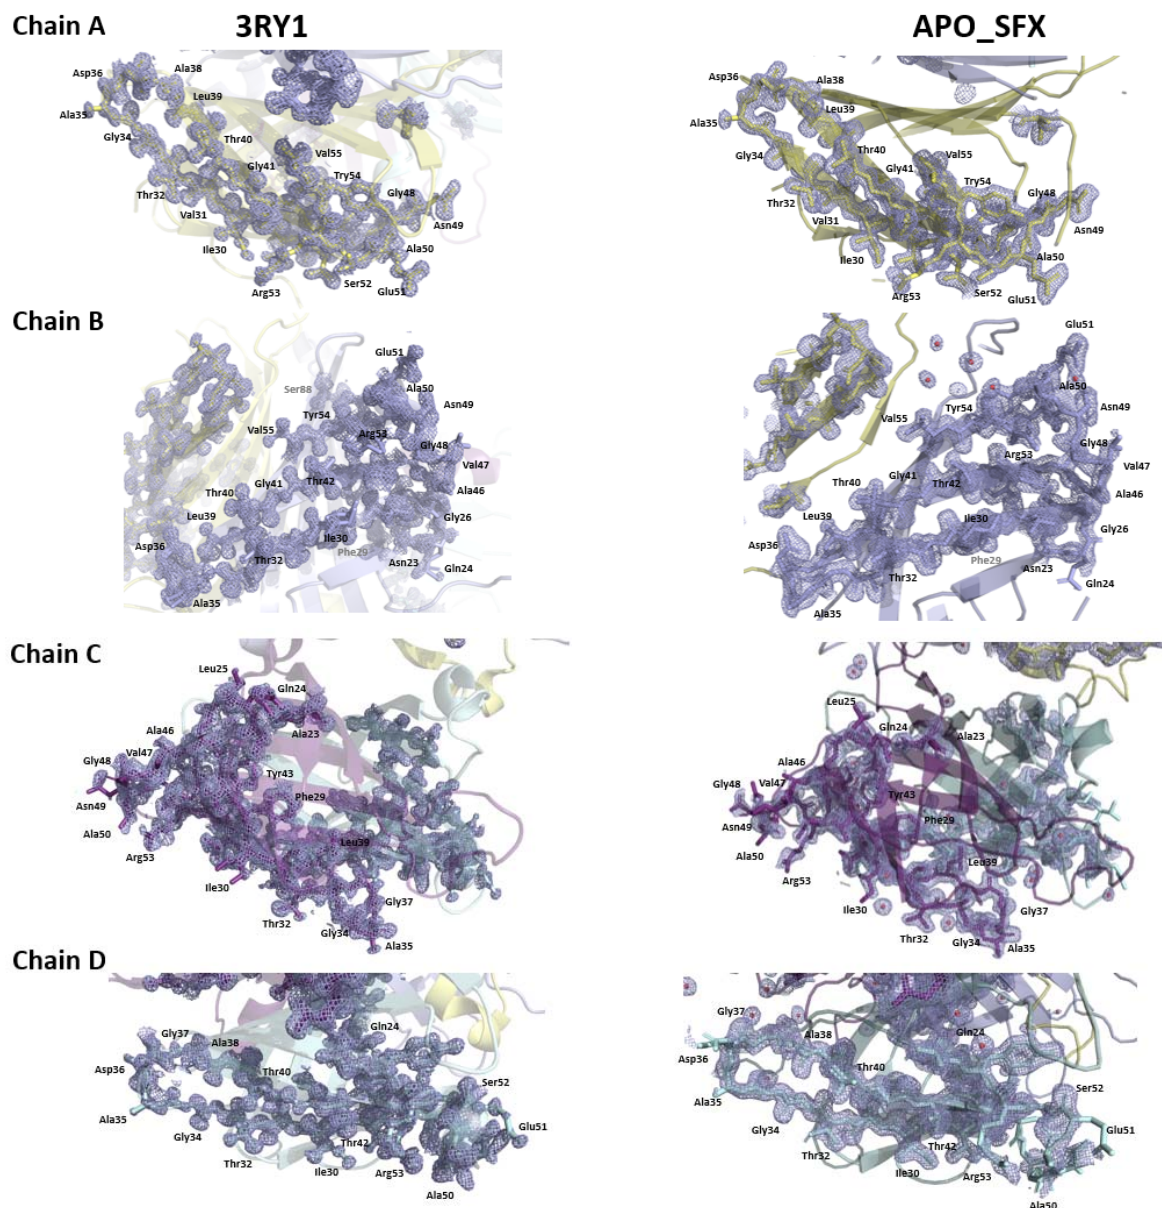 Chain A 3RY1 APO_SFX
Asp36 Ala38
Ala35 Leu39
Gly34 Thr40
Gly41 Val55
Thr32 Try54
Gly48
Val31 Asn49
Ile30 Ala50
Arg53 Ser52 Glu51
Asp36 Ala38
Ala35 Leu39
Gly34 Thr40
Gly41 Val55
Thr32 Try54
Gly48
Val31 Asn49
Ile30 Ala50
Arg53 Ser52 Glu51
Chain B
Glu51
Ser88 Ala50
Tyr54 Asn49
Val55 Arg53
Gly48
Gly41 Thr42 Val47
Thr40 Ala46
Leu39 Gly26
Asp36 Ile30
Thr32 Phe29 Asn23 Gln24
Ala35
Glu51
Ala50
Tyr54 Asn49
Val55
Gly48
Arg53
Gly41 Val47
Thr40 Thr42
Ala46
Leu39 Ile30
Gly26
Asp36
Phe29 Asn23
Thr32 Gln24
Ala35
Chain C
Leu25
Gln24
Ala46 Ala23
Val47
Gly48 Tyr43
Asn49 Phe29
Ala50
Arg53 Leu39
Ile30
Thr32 Gly37
Gly34
Ala35
Leu25
Gln24 Ala23
Ala46
Gly48 Val47
Tyr43
Asn49 Phe29
Ala50
Arg53 Leu39
Ile30 Gly37
Thr32 Gly34 Ala35
Chain D
Gly37 Gln24
Ala38
Asp36 Thr40
Ser52
Ala35
Glu51
Gly34 Thr42
Thr32 Ile30 Arg53
Ala50
Gly37
Ala38 Gln24
Asp36
Thr40
Ala35 Ser52
Gly34 Glu51
Thr32 Thr42
Ile30 Arg53
Ala50